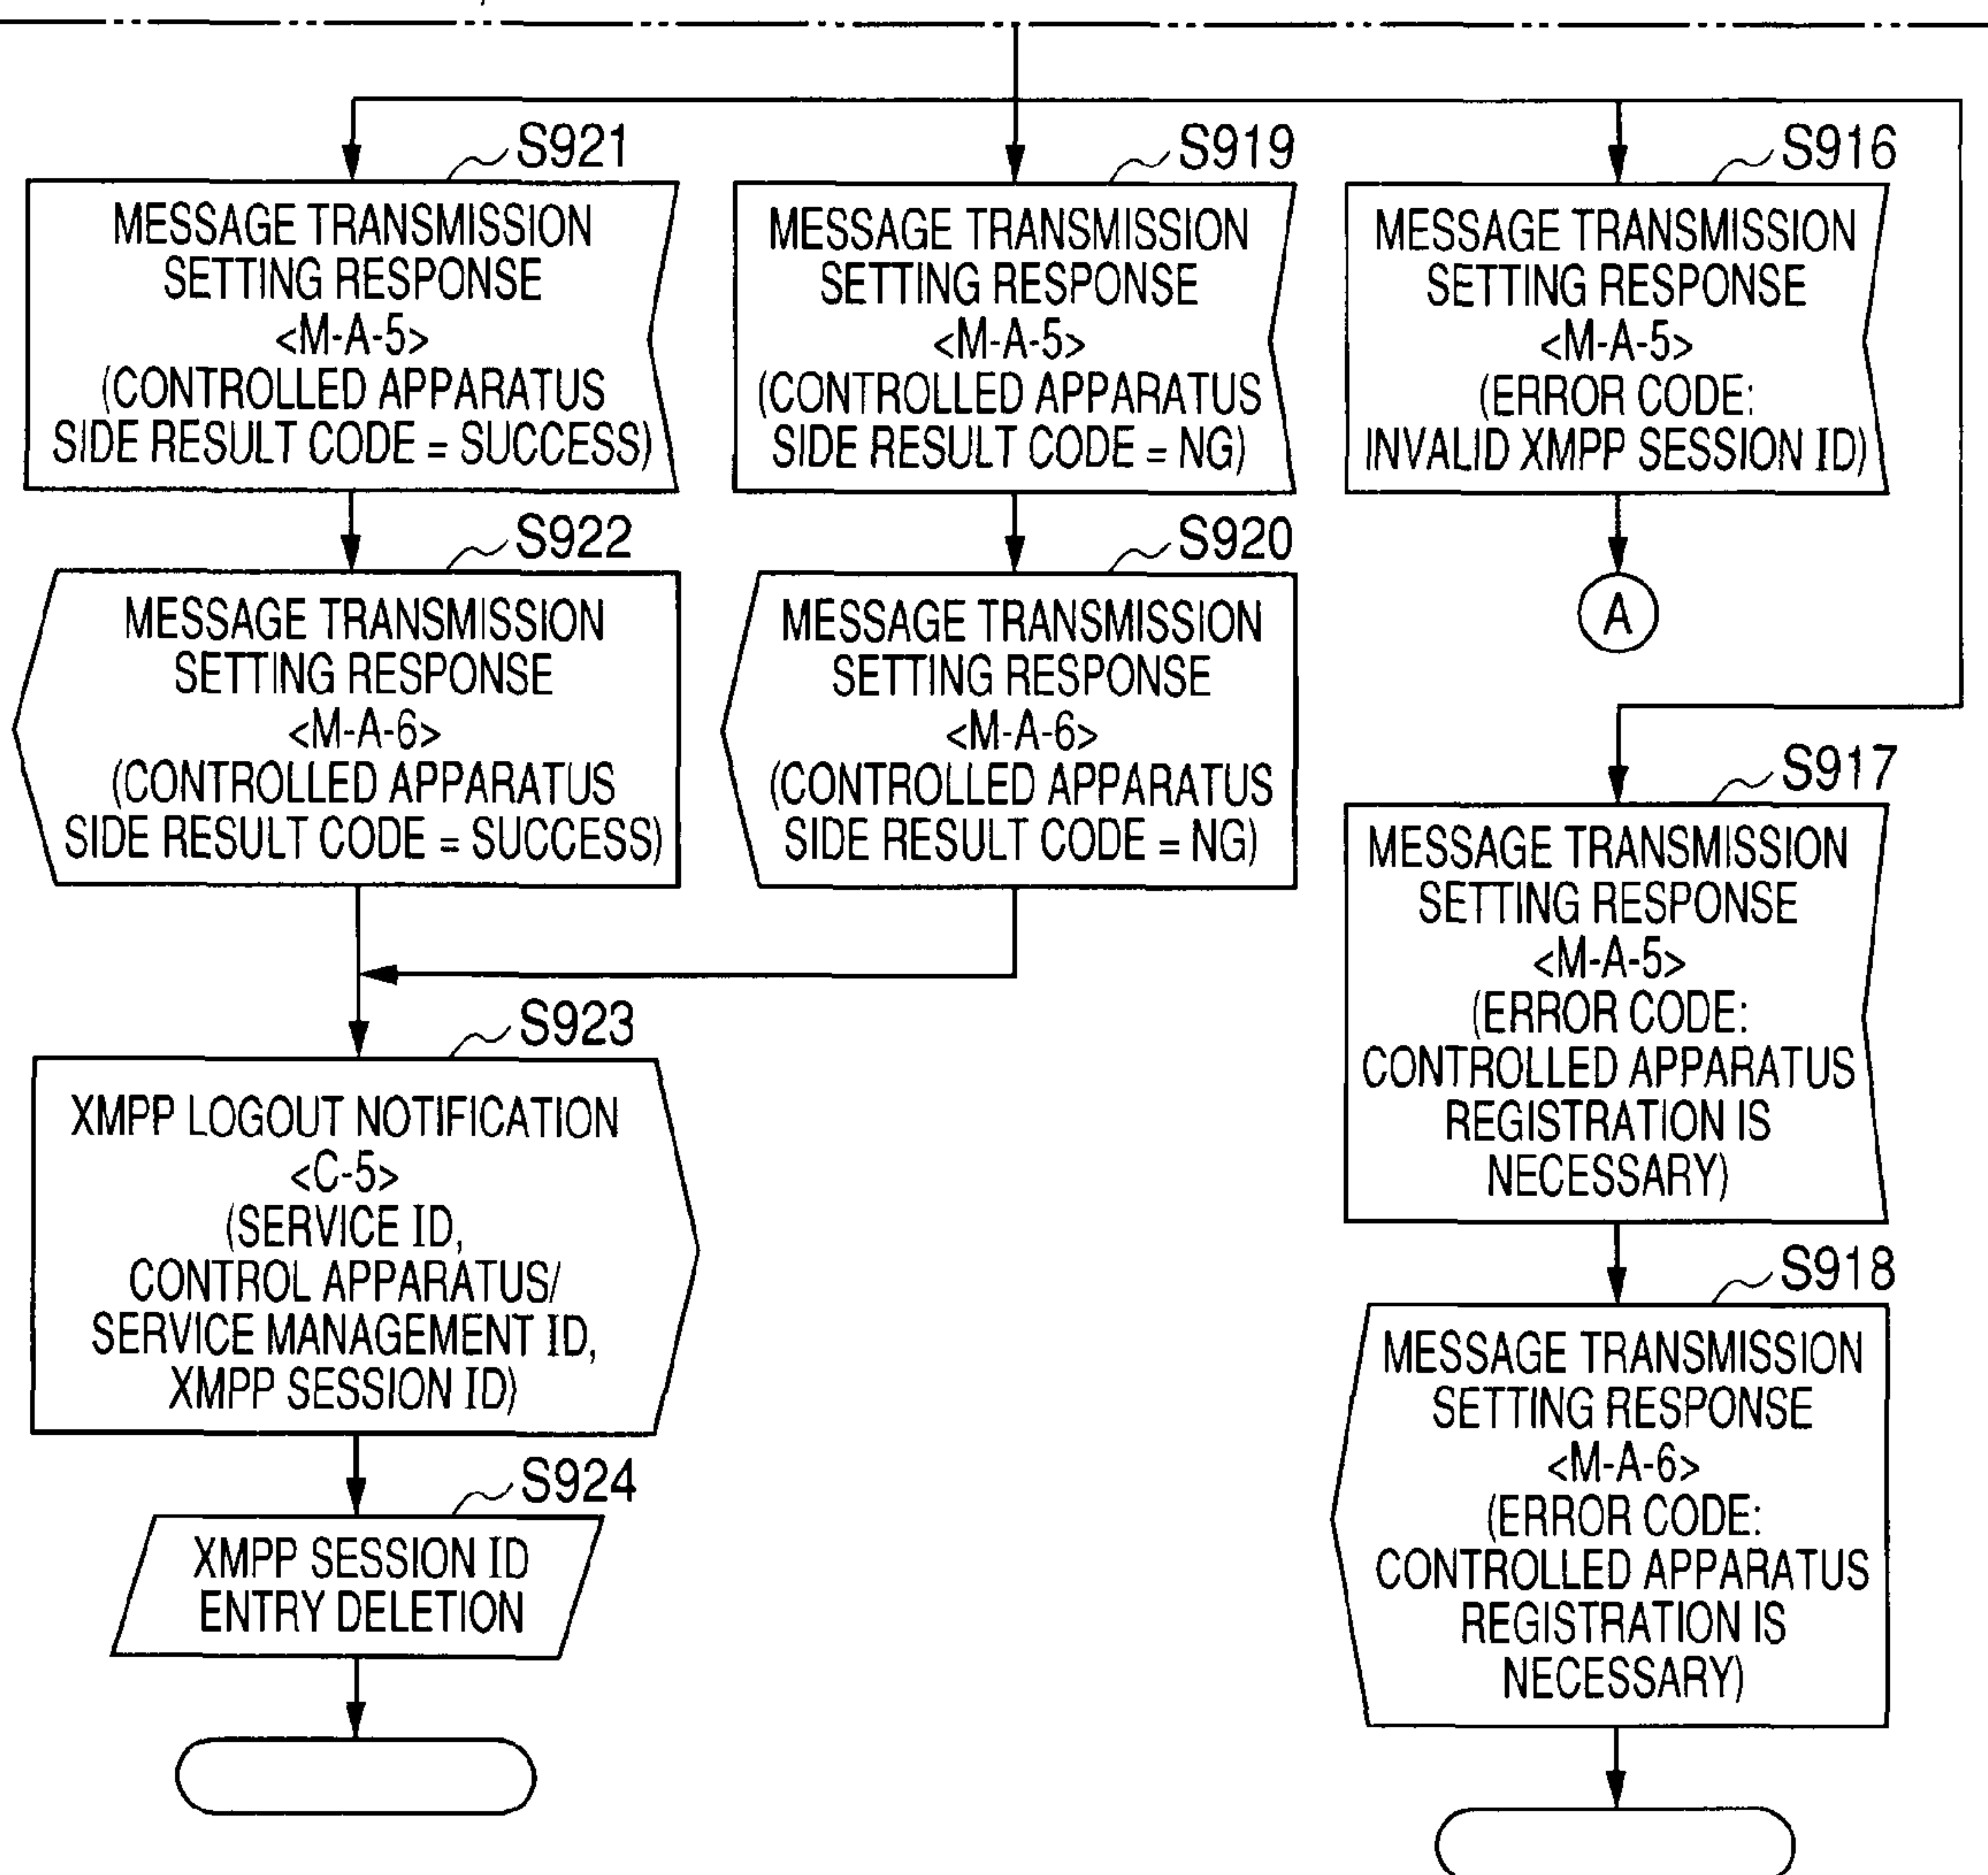 S921
MESSAGE TRANSMISSION
SETTING RESPONSE
<M-A-5>
(CONTROLLED APPARATUS
SIDE RESULT CODE = SUCCESS)
S922
MESSAGE TRANSMISSION
SETTING RESPONSE
<M-A-6>
(CONTROLLED APPARATUS
SIDE RESULT CODE = SUCCESS)
S919
MESSAGE TRANSMISSION
SETTING RESPONSE
<M-A-5>
(CONTROLLED APPARATUS
SIDE RESULT CODE = NG)
S920
MESSAGE TRANSMISSION
SETTING RESPONSE
<M-A-6>
(CONTROLLED APPARATUS
SIDE RESULT CODE = NG)
S923
XMPP LOGOUT NOTIFICATION
<C-5>
(SERVICE ID,
CONTROL APPARATUS/
SERVICE MANAGEMENT ID,
XMPP SESSION ID)
S924
XMPP SESSION ID
ENTRY DELETION
S916
MESSAGE TRANSMISSION
SETTING RESPONSE
<M-A-5>
(ERROR CODE:
INVALID XMPP SESSION ID)
A
S917
MESSAGE TRANSMISSION
SETTING RESPONSE
<M-A-5>
(ERROR CODE:
CONTROLLED APPARATUS
REGISTRATION IS
NECESSARY)
S918
MESSAGE TRANSMISSION
SETTING RESPONSE
<M-A-6>
(ERROR CODE:
CONTROLLED APPARATUS
REGISTRATION IS
NECESSARY)